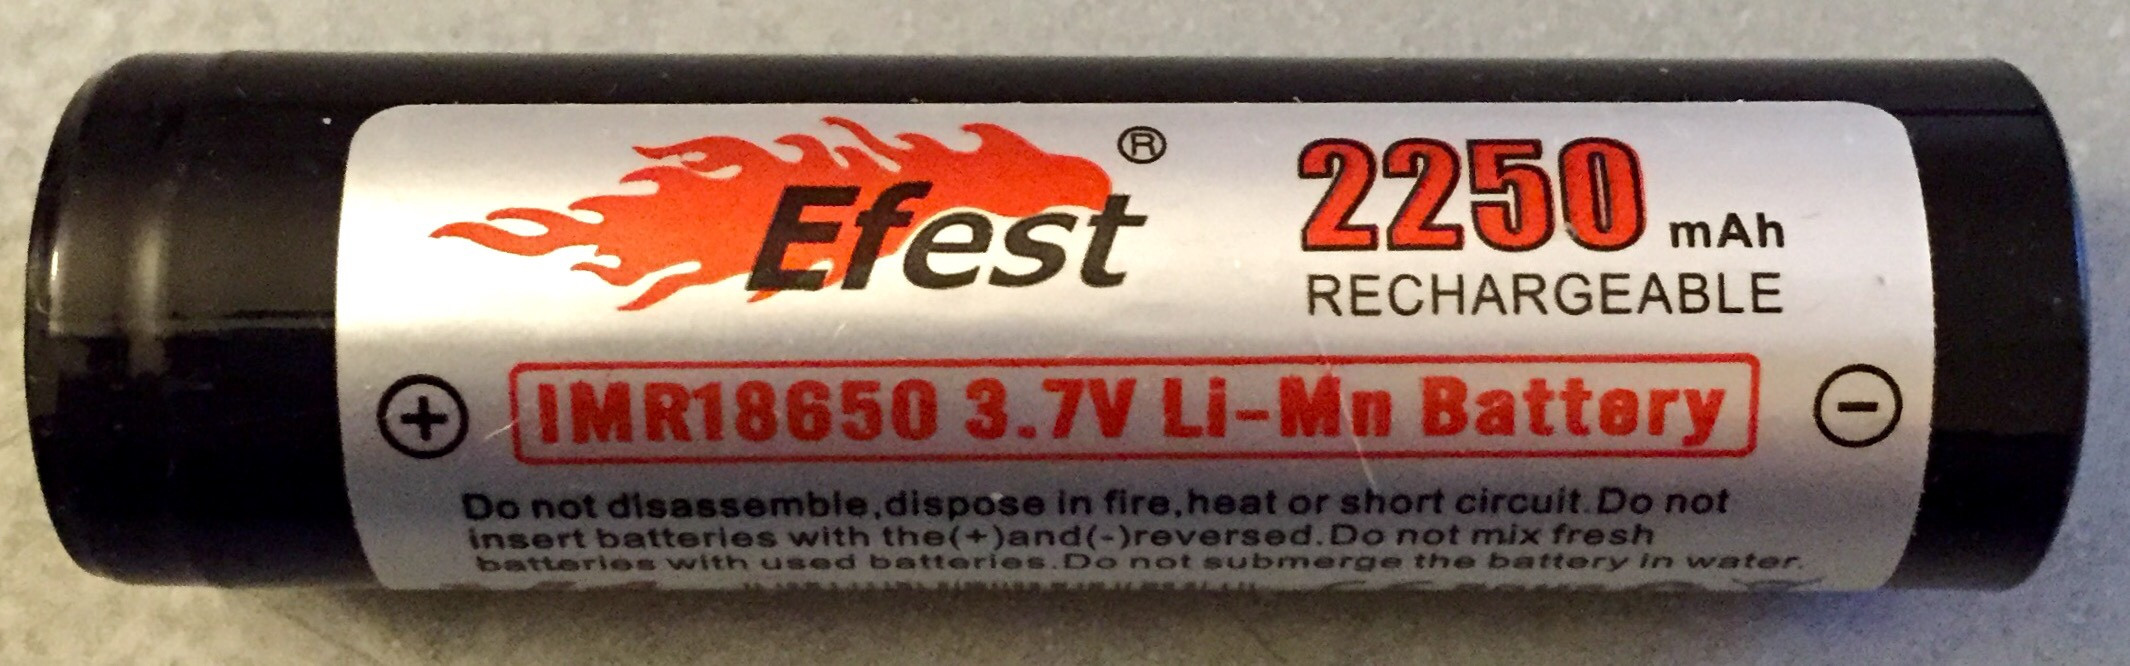 Efest ®
2250 mAh
RECHARGEABLE
+ IMR18650 3.7V Li-Mn Battery -
Do not disassemble,dispose in fire,heat or short circuit.Do not
insert batteries with the(+)and(-)reversed.Do not mix fresh
batteries with used batteries.Do not submerge the battery in water.